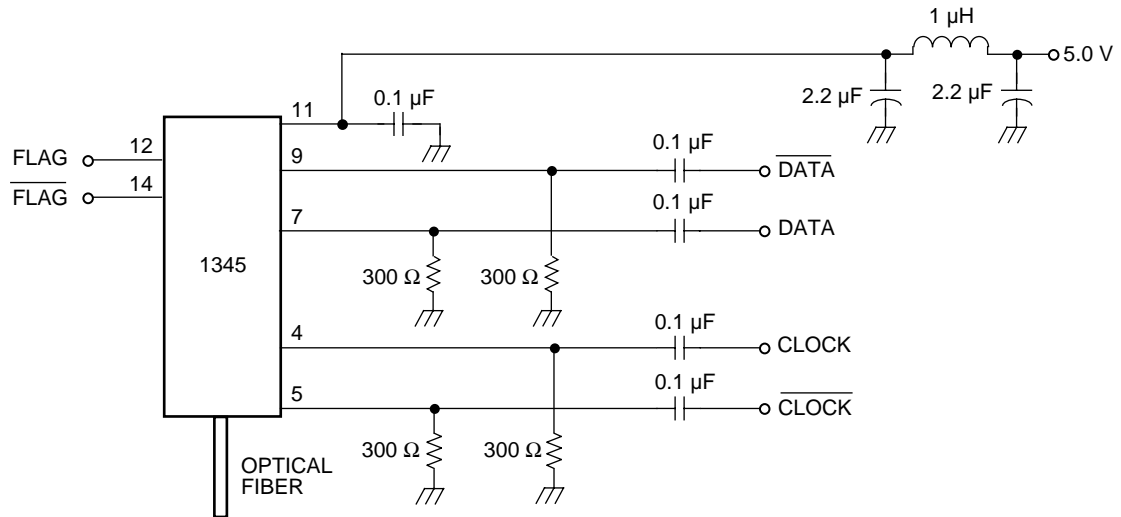 1 µH
5.0 V
2.2 µF
2.2 µF
11
0.1 µF
12
FLAG
9
0.1 µF
DATA
14
FLAG
7
0.1 µF
DATA
1345
300 Ω
300 Ω
4
0.1 µF
CLOCK
5
0.1 µF
CLOCK
300 Ω
300 Ω
OPTICAL
FIBER